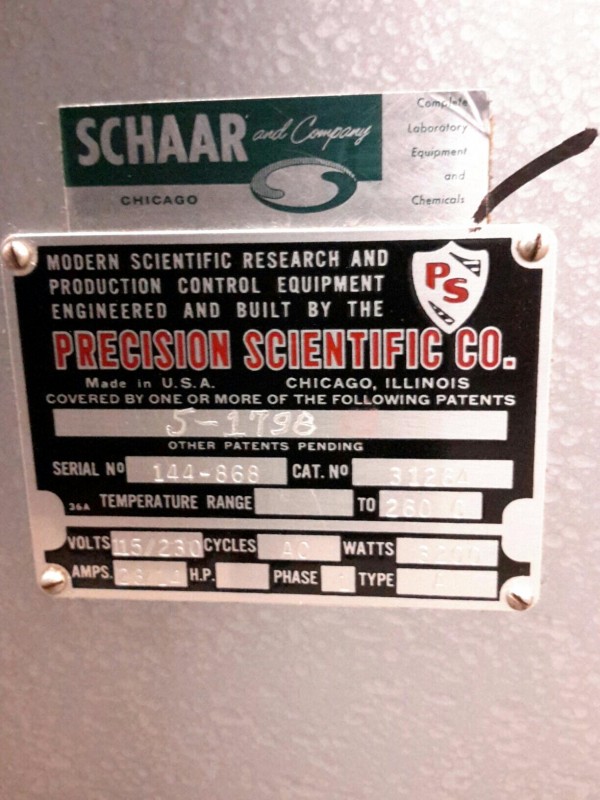 SCHAAR and Company
CHICAGO
Complete
Laboratory
Equipment
and
Chemicals
MODERN SCIENTIFIC RESEARCH AND
PRODUCTION CONTROL EQUIPMENT
ENGINEERED AND BUILT BY THE
PS
PRECISION SCIENTIFIC CO.
Made in U.S.A. CHICAGO, ILLINOIS
COVERED BY ONE OR MORE OF THE FOLLOWING PATENTS
5-1798
OTHER PATENTS PENDING
SERIAL No 144-868 CAT. No
36A TEMPERATURE RANGE TO 260 C
VOLTS 115/230 CYCLES AC WATTS
AMPS. H.P. PHASE 1 TYPE A